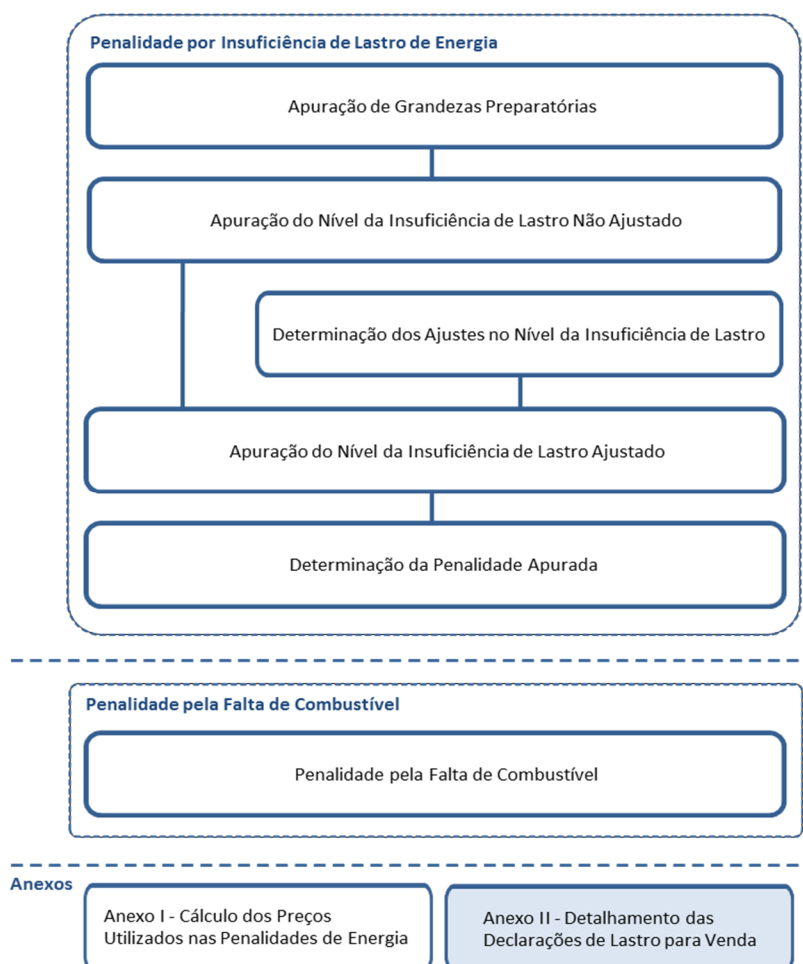 Penalidade por Insuficiência de Lastro de Energia
Apuração de Grandezas Preparatórias
Apuração do Nível da Insuficiência de Lastro Não Ajustado
Determinação dos Ajustes no Nível da Insuficiência de Lastro
Apuração do Nível da Insuficiência de Lastro Ajustado
Determinação da Penalidade Apurada
Penalidade pela Falta de Combustível
Penalidade pela Falta de Combustível
Anexos
Anexo I - Cálculo dos Preços
Utilizados nas Penalidades de Energia
Anexo II - Detalhamento das
Declarações de Lastro para Venda